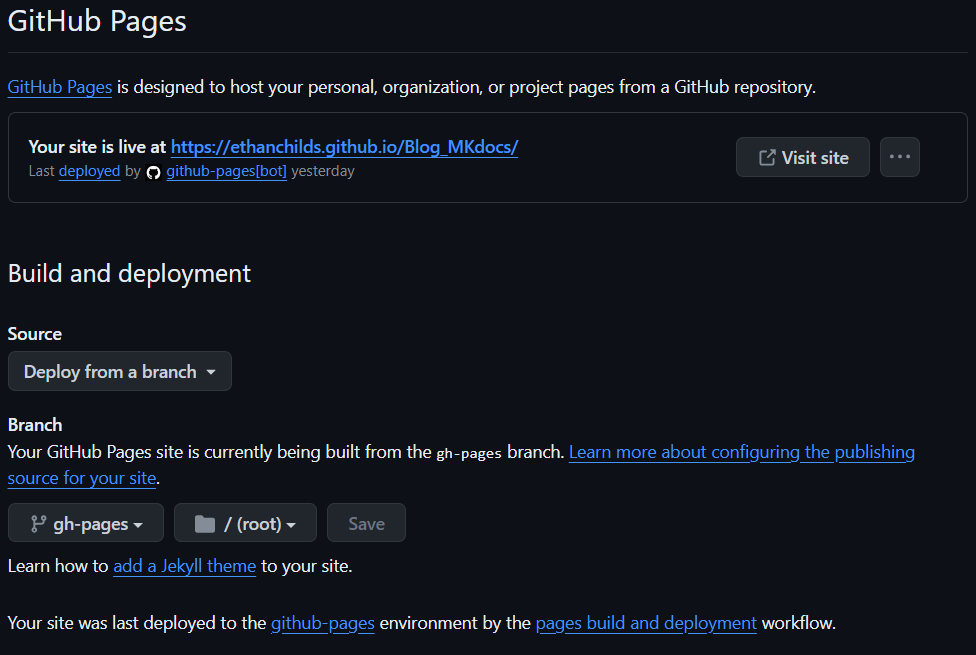 GitHub Pages
GitHub Pages is designed to host your personal, organization, or project pages from a GitHub repository.
Your site is live at https://ethanchilds.github.io/Blog_MKdocs/
Last deployed by github-pages[bot] yesterday
Visit site
Build and deployment
Source
Deploy from a branch
Branch
Your GitHub Pages site is currently being built from the gh-pages branch. Learn more about configuring the publishing
source for your site.
gh-pages / (root) Save
Learn how to add a Jekyll theme to your site.
Your site was last deployed to the github-pages environment by the pages build and deployment workflow.